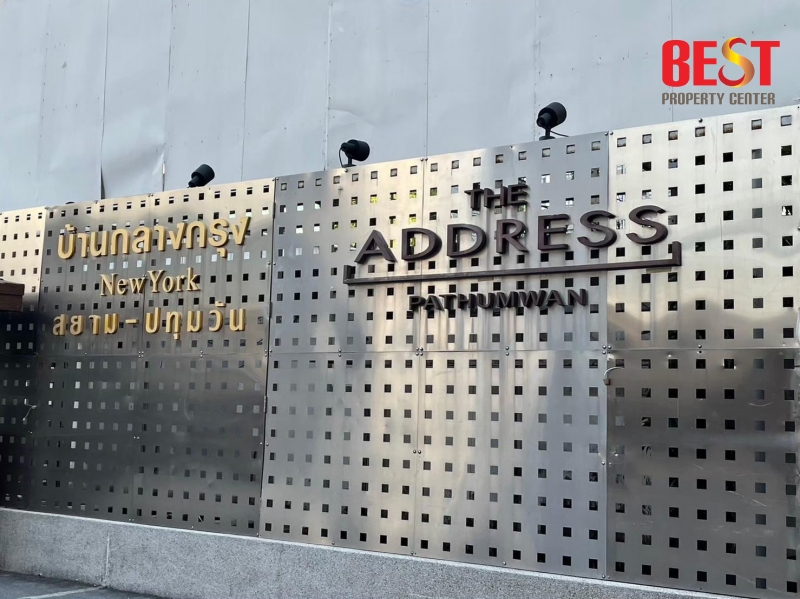 BEST
PROPERTY CENTER
บ้านกลางกรุง
New York
สยาม-ปทุมวัน
THE
ADDRESS
PATHUMWAN